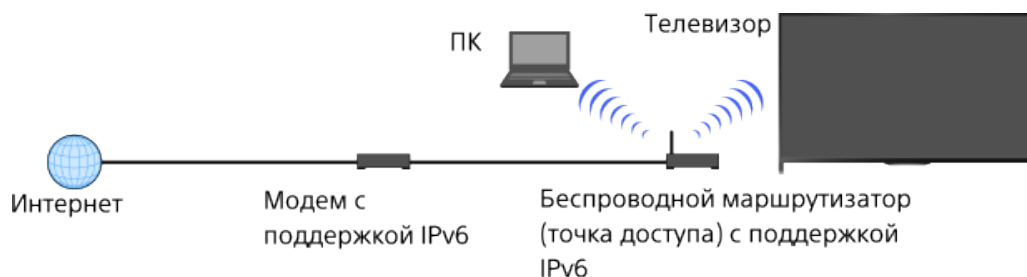 ПК
Телевизор
Интернет
Модем с
поддержкой IPv6
Беспроводной маршрутизатор
(точка доступа) с поддержкой
IPv6